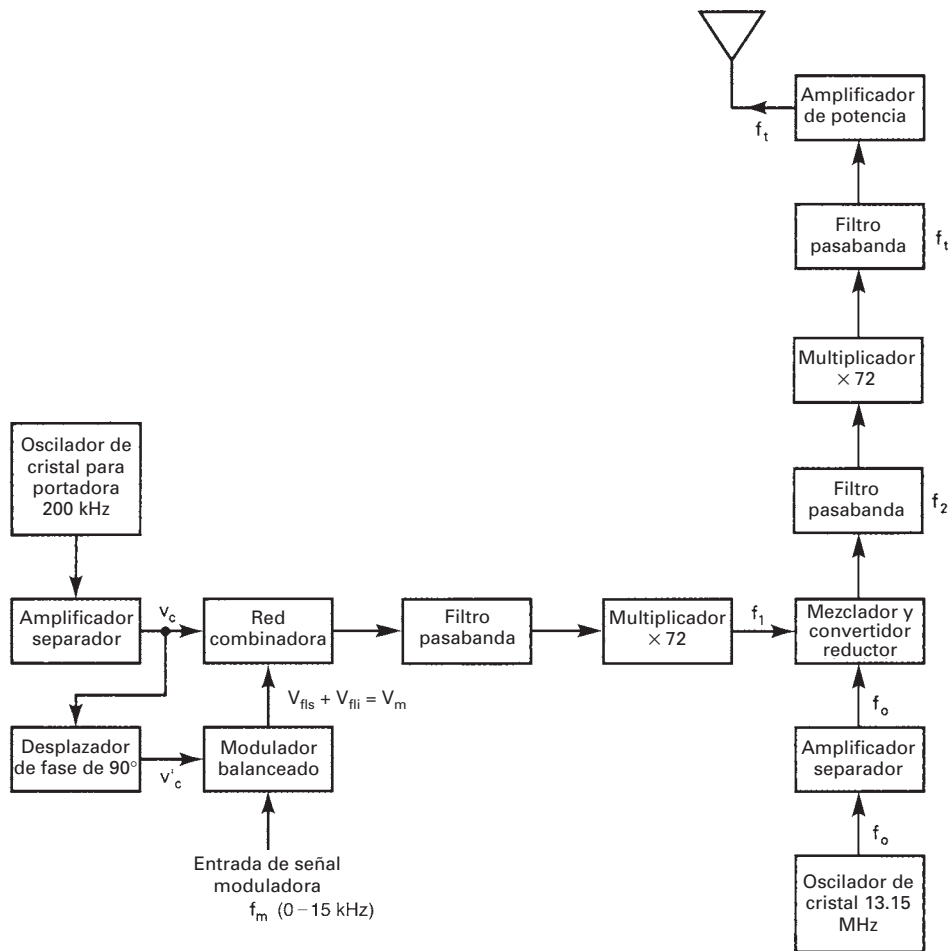 Amplificador
de potencia
f_t
Filtro
pasabanda
f_t
Multiplicador
× 72
Filtro
pasabanda
f_2
Oscilador de
cristal para
portadora
200 kHz
Amplificador
separador
v_c
Red
combinadora
Filtro
pasabanda
Multiplicador
× 72
f_1
Mezclador y
convertidor
reductor
V_fls + V_fli = V_m
f_o
Desplazador
de fase de 90°
v'_c
Modulador
balanceado
Amplificador
separador
f_o
Entrada de señal
moduladora
f_m (0–15 kHz)
Oscilador de
cristal 13.15
MHz